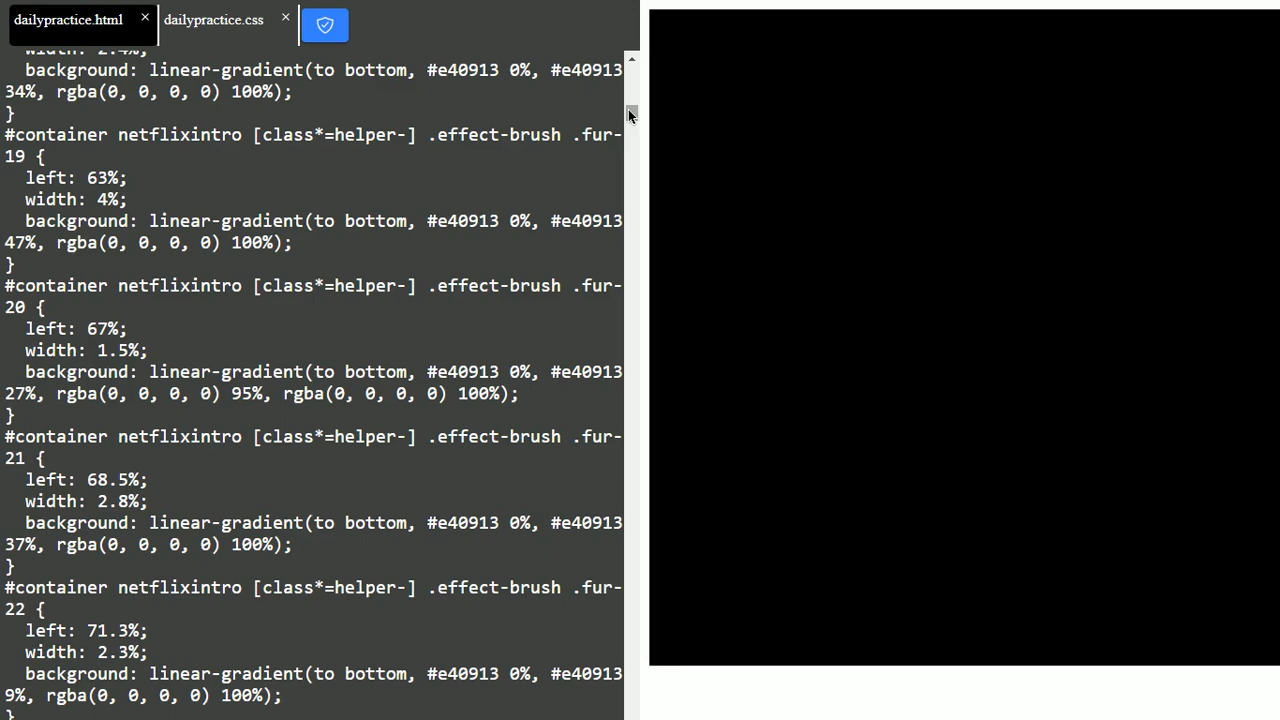 dailypractice.html × dailypractice.css ×
width: 2.4%;
background: linear-gradient(to bottom, #e40913 0%, #e40913
34%, rgba(0, 0, 0, 0) 100%);
}
#container netflixintro [class*=helper-] .effect-brush .fur-
19 {
left: 63%;
width: 4%;
background: linear-gradient(to bottom, #e40913 0%, #e40913
47%, rgba(0, 0, 0, 0) 100%);
}
#container netflixintro [class*=helper-] .effect-brush .fur-
20 {
left: 67%;
width: 1.5%;
background: linear-gradient(to bottom, #e40913 0%, #e40913
27%, rgba(0, 0, 0, 0) 95%, rgba(0, 0, 0, 0) 100%);
}
#container netflixintro [class*=helper-] .effect-brush .fur-
21 {
left: 68.5%;
width: 2.8%;
background: linear-gradient(to bottom, #e40913 0%, #e40913
37%, rgba(0, 0, 0, 0) 100%);
}
#container netflixintro [class*=helper-] .effect-brush .fur-
22 {
left: 71.3%;
width: 2.3%;
background: linear-gradient(to bottom, #e40913 0%, #e40913
9%, rgba(0, 0, 0, 0) 100%);
}